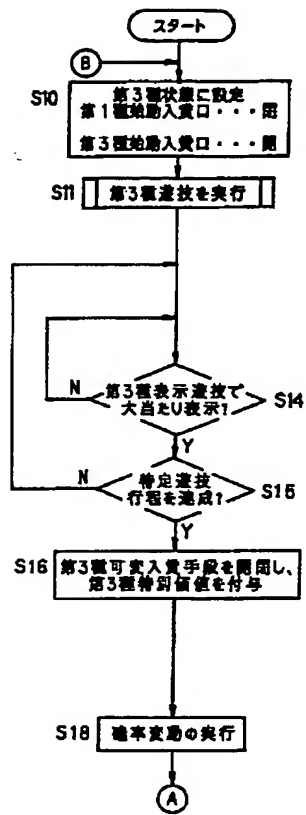 スタート
B
S10
第3種状態に設定
第1種始動入賞口・・・閉
第3種始動入賞口・・・開
S11
第3種遊技を実行
N
第3種表示遊技で
大当たり表示?
S14
Y
N
特定遊技
行程を達成?
S15
Y
S16
第3種可変入賞手段を開閉し、
第3種特別価値を付与
S18
確率変動の実行
A